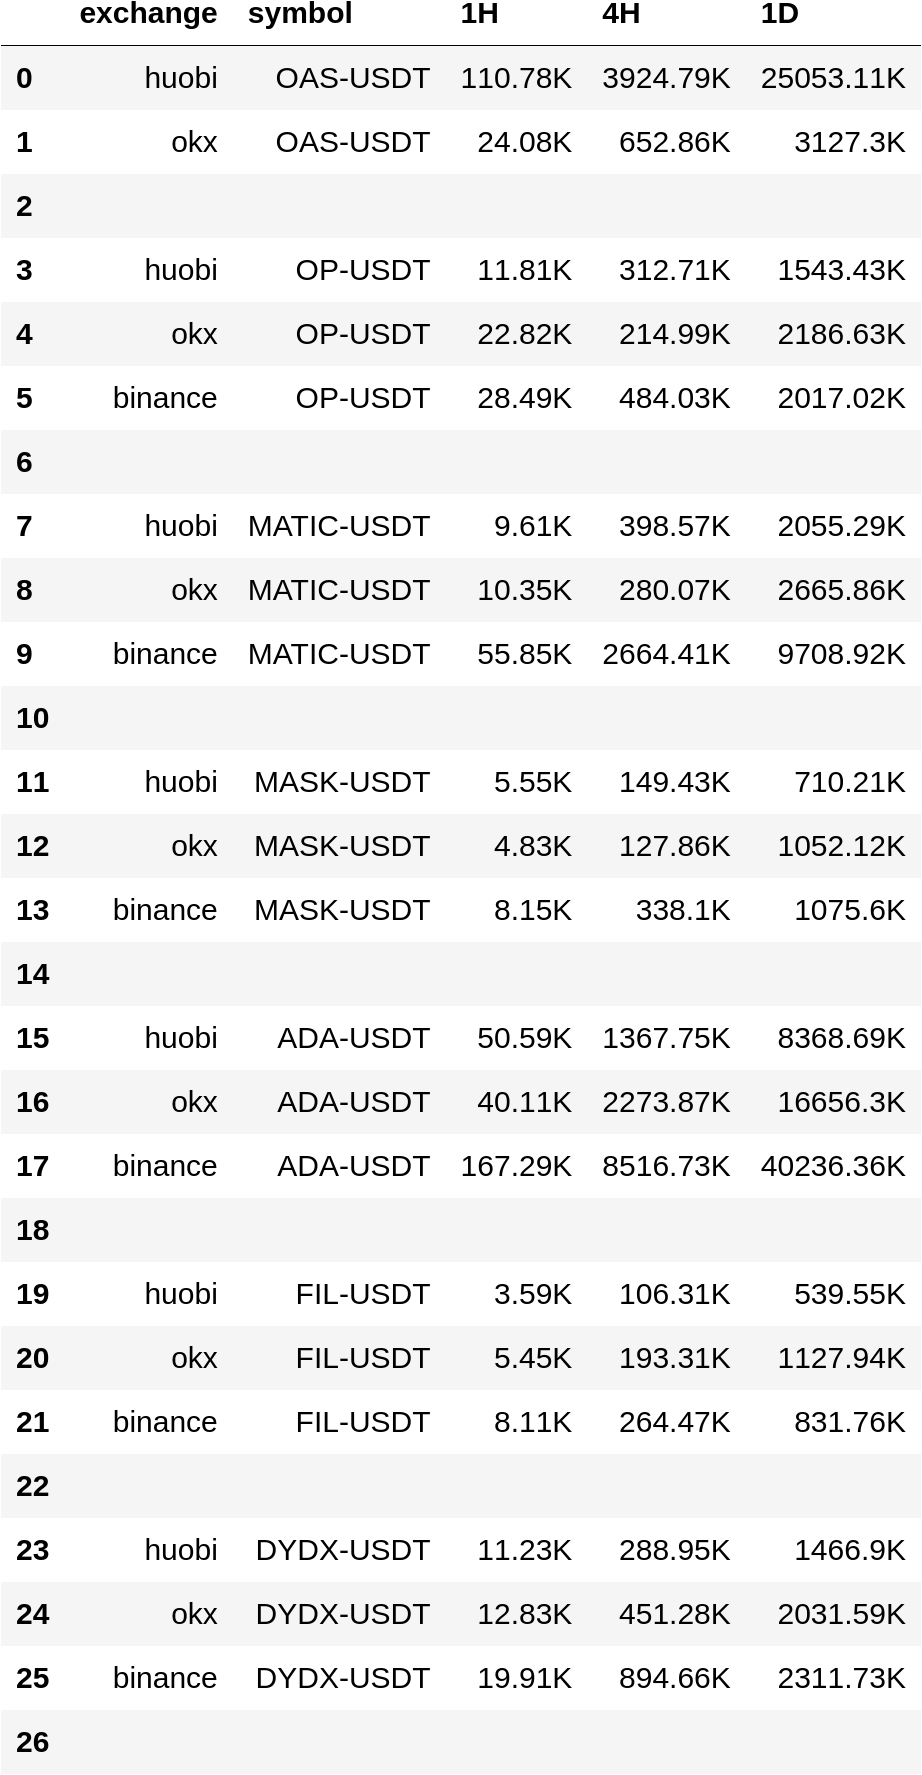 exchange symbol 1H 4H 1D
0 huobi OAS-USDT 110.78K 3924.79K 25053.11K
1 okx OAS-USDT 24.08K 652.86K 3127.3K
2
3 huobi OP-USDT 11.81K 312.71K 1543.43K
4 okx OP-USDT 22.82K 214.99K 2186.63K
5 binance OP-USDT 28.49K 484.03K 2017.02K
6
7 huobi MATIC-USDT 9.61K 398.57K 2055.29K
8 okx MATIC-USDT 10.35K 280.07K 2665.86K
9 binance MATIC-USDT 55.85K 2664.41K 9708.92K
10
11 huobi MASK-USDT 5.55K 149.43K 710.21K
12 okx MASK-USDT 4.83K 127.86K 1052.12K
13 binance MASK-USDT 8.15K 338.1K 1075.6K
14
15 huobi ADA-USDT 50.59K 1367.75K 8368.69K
16 okx ADA-USDT 40.11K 2273.87K 16656.3K
17 binance ADA-USDT 167.29K 8516.73K 40236.36K
18
19 huobi FIL-USDT 3.59K 106.31K 539.55K
20 okx FIL-USDT 5.45K 193.31K 1127.94K
21 binance FIL-USDT 8.11K 264.47K 831.76K
22
23 huobi DYDX-USDT 11.23K 288.95K 1466.9K
24 okx DYDX-USDT 12.83K 451.28K 2031.59K
25 binance DYDX-USDT 19.91K 894.66K 2311.73K
26